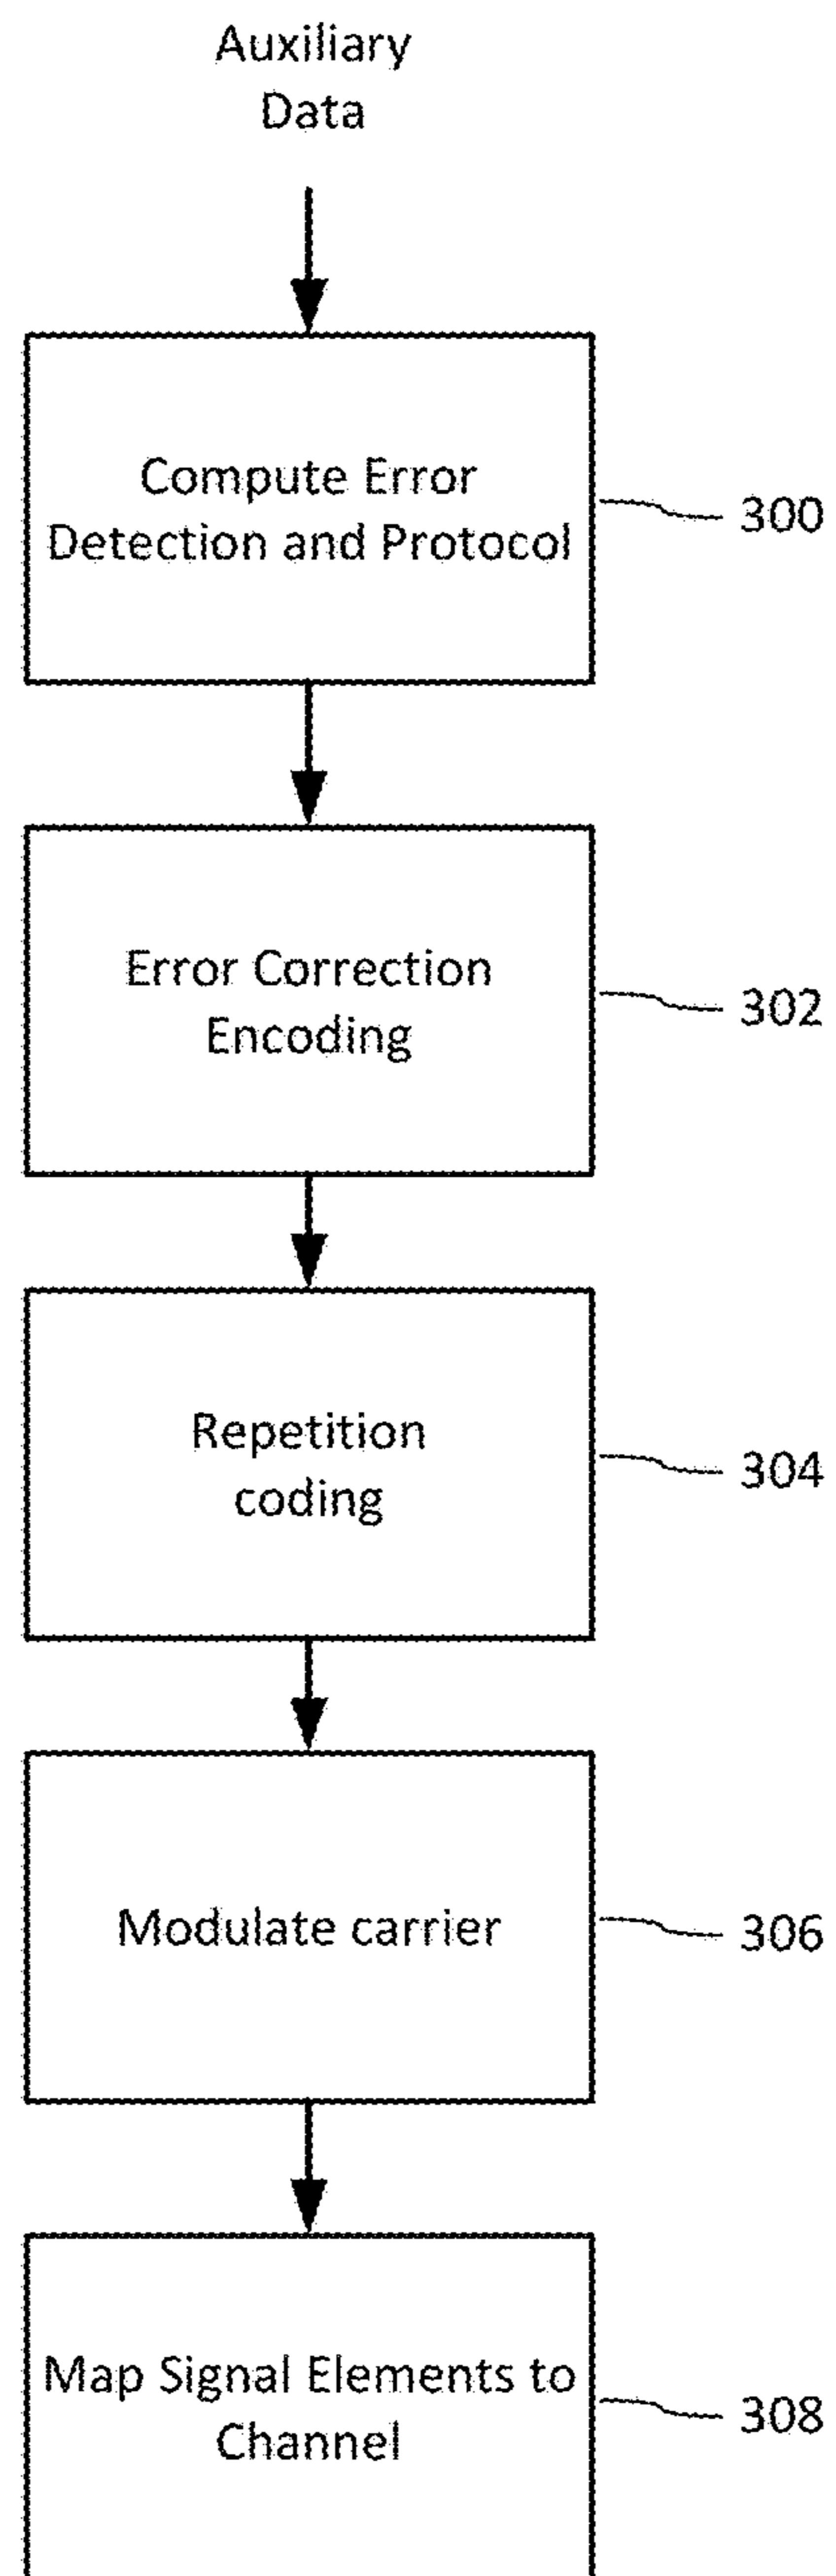 Auxiliary
Data
Compute Error
Detection and Protocol
300
Error Correction
Encoding
302
Repetition
coding
304
Modulate carrier
306
Map Signal Elements to
Channel
308